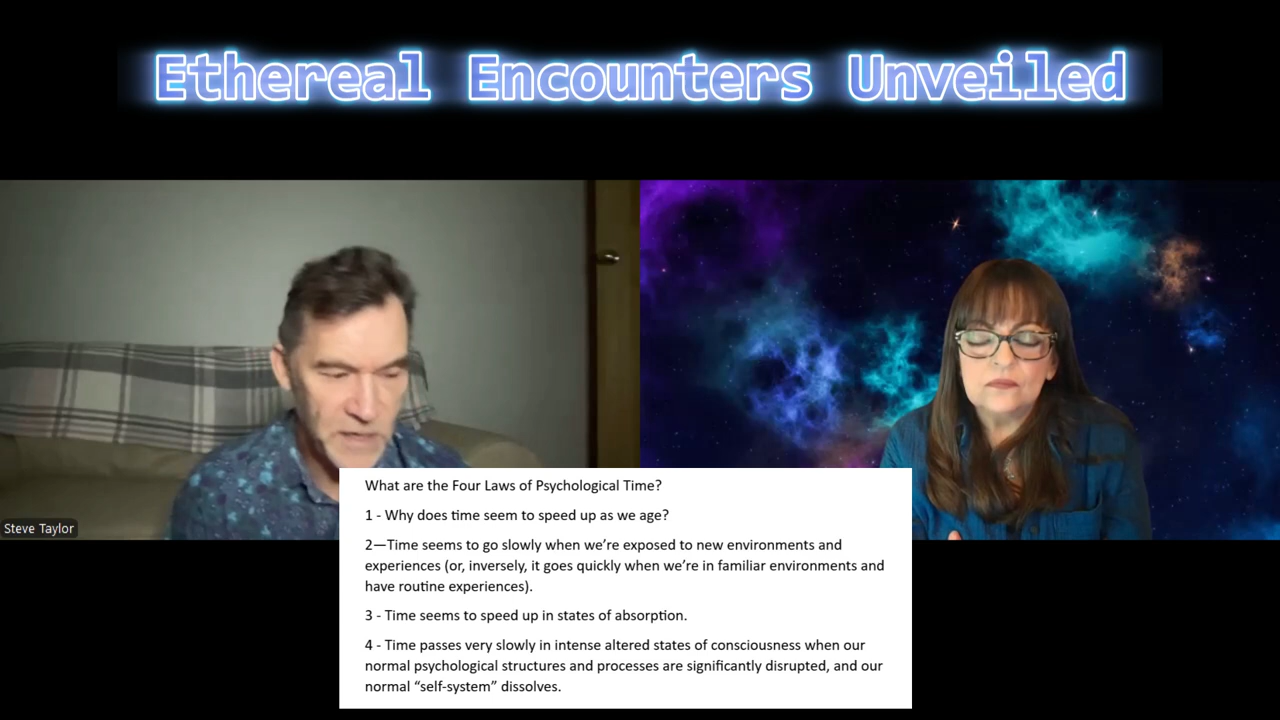 Ethereal Encounters Unveiled
Steve Taylor
What are the Four Laws of Psychological Time?
1 - Why does time seem to speed up as we age?
2—Time seems to go slowly when we’re exposed to new environments and
experiences (or, inversely, it goes quickly when we’re in familiar environments and
have routine experiences).
3 - Time seems to speed up in states of absorption.
4 - Time passes very slowly in intense altered states of consciousness when our
normal psychological structures and processes are significantly disrupted, and our
normal “self-system” dissolves.